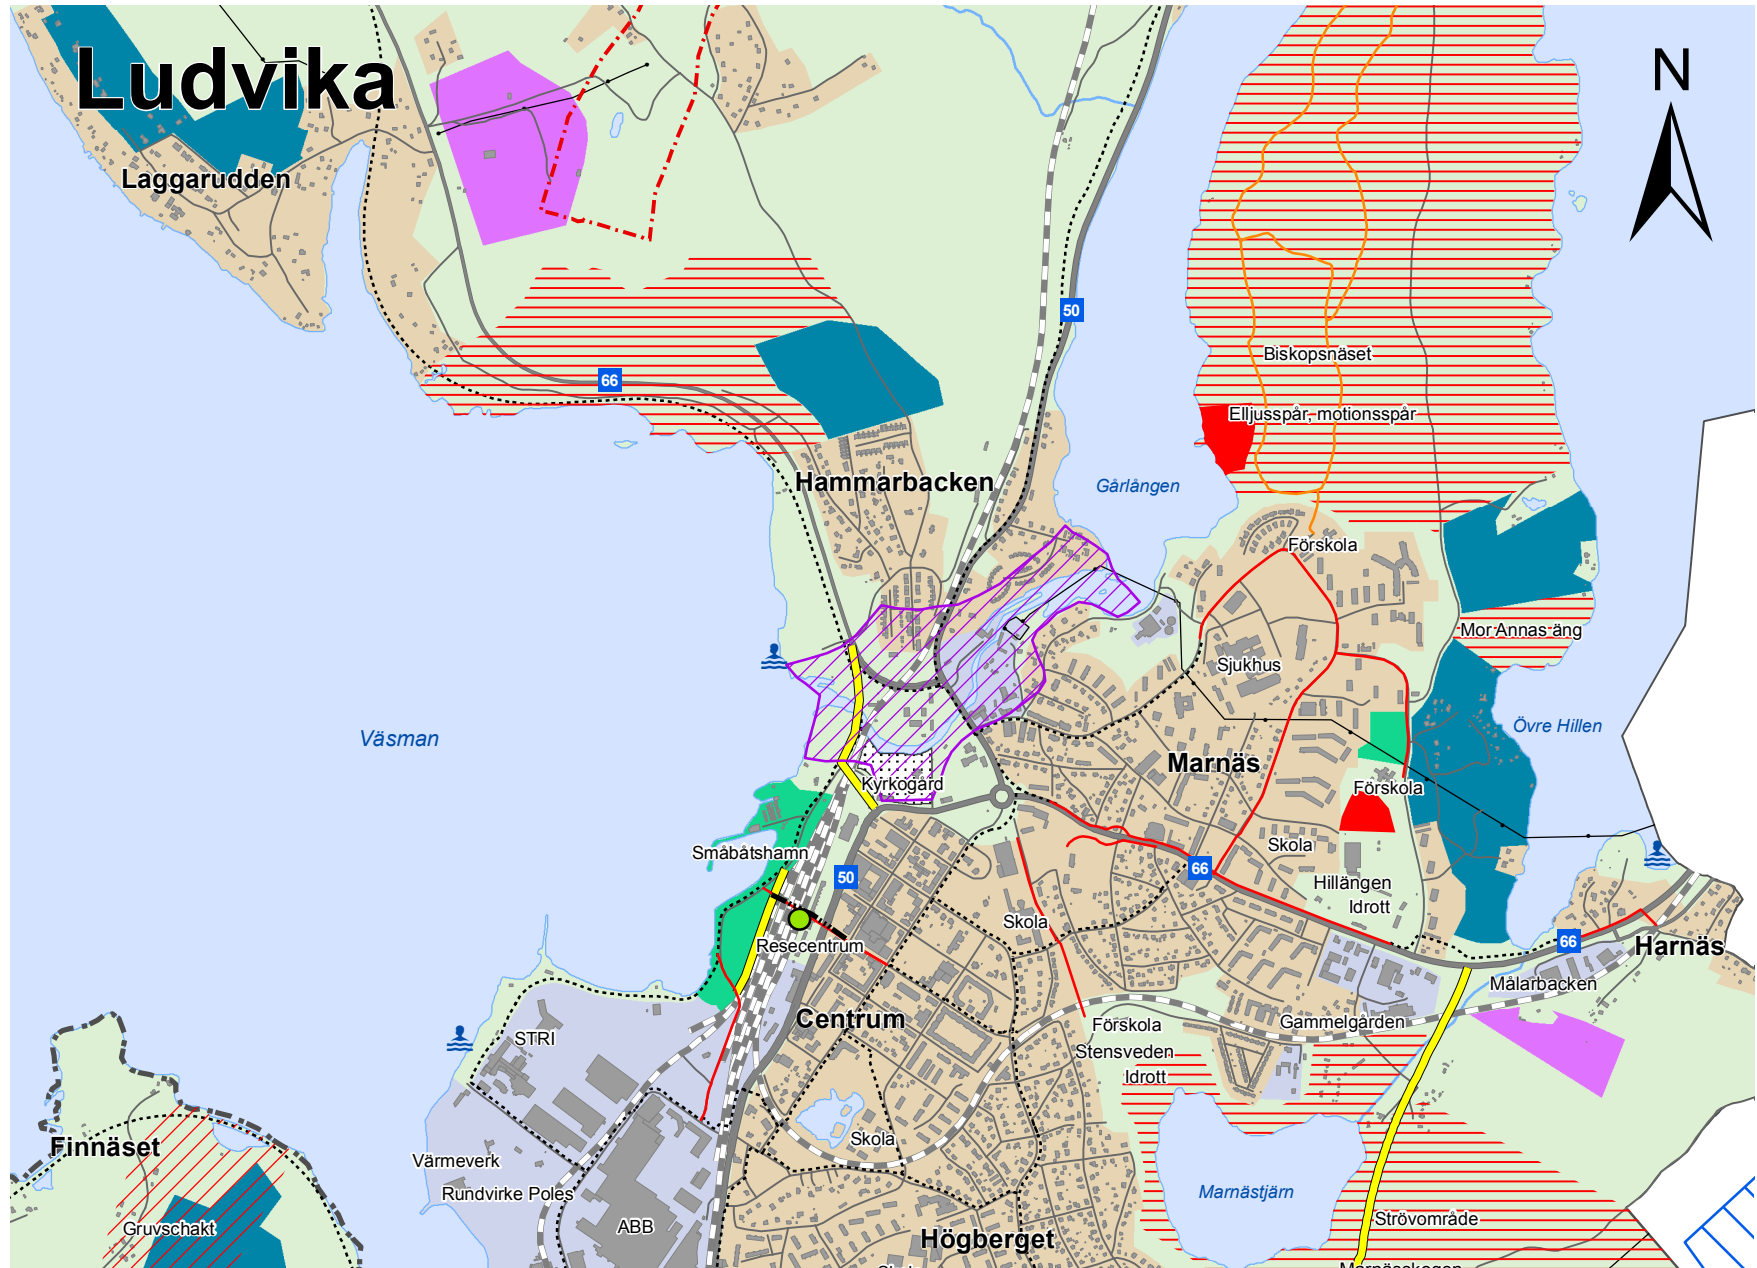 Ludvika
N
Laggarudden
50
Biskopsnäset
66
Elljusspår, motionsspår
Hammarbacken
Gårlången
Förskola
Mor Annas äng
Sjukhus
Väsman
Övre Hillen
Marnäs
Kyrkogård
Förskola
Småbåtshamn
Skola
50
66
Hillängen
Idrott
Skola
Resecentrum
66
Harnäs
Målarbacken
Centrum
Förskola
Gammelgården
STRI
Stensveden
Idrott
Finnäset
Skola
Värmeverk
Rundvirke Poles
Marnästjärn
Gruvschakt
ABB
Strövområde
Högberget